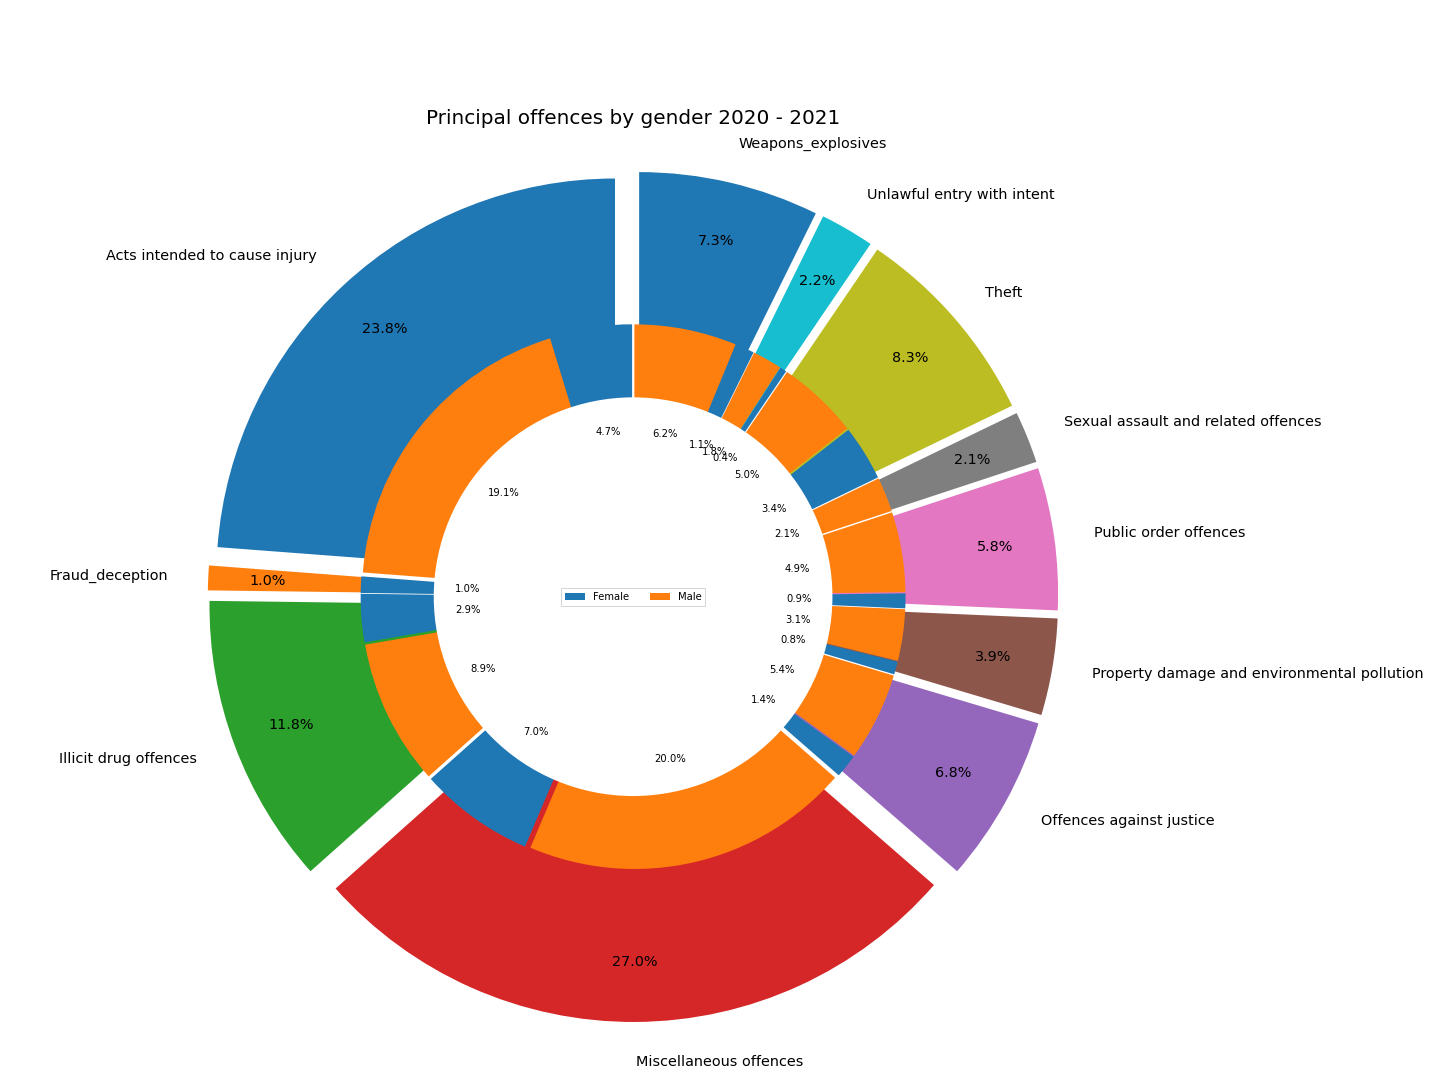 Principal offences by gender 2020 - 2021
Weapons_explosives
Unlawful entry with intent
Theft
Sexual assault and related offences
Public order offences
Property damage and environmental pollution
Offences against justice
Miscellaneous offences
Illicit drug offences
Fraud_deception
Acts intended to cause injury
7.3%
2.2%
8.3%
2.1%
5.8%
3.9%
6.8%
27.0%
11.8%
1.0%
23.8%
4.7%
6.2%
1.1%
1.8%
0.4%
5.0%
3.4%
2.1%
4.9%
0.9%
3.1%
0.8%
5.4%
1.4%
20.0%
7.0%
8.9%
2.9%
1.0%
19.1%
Female Male